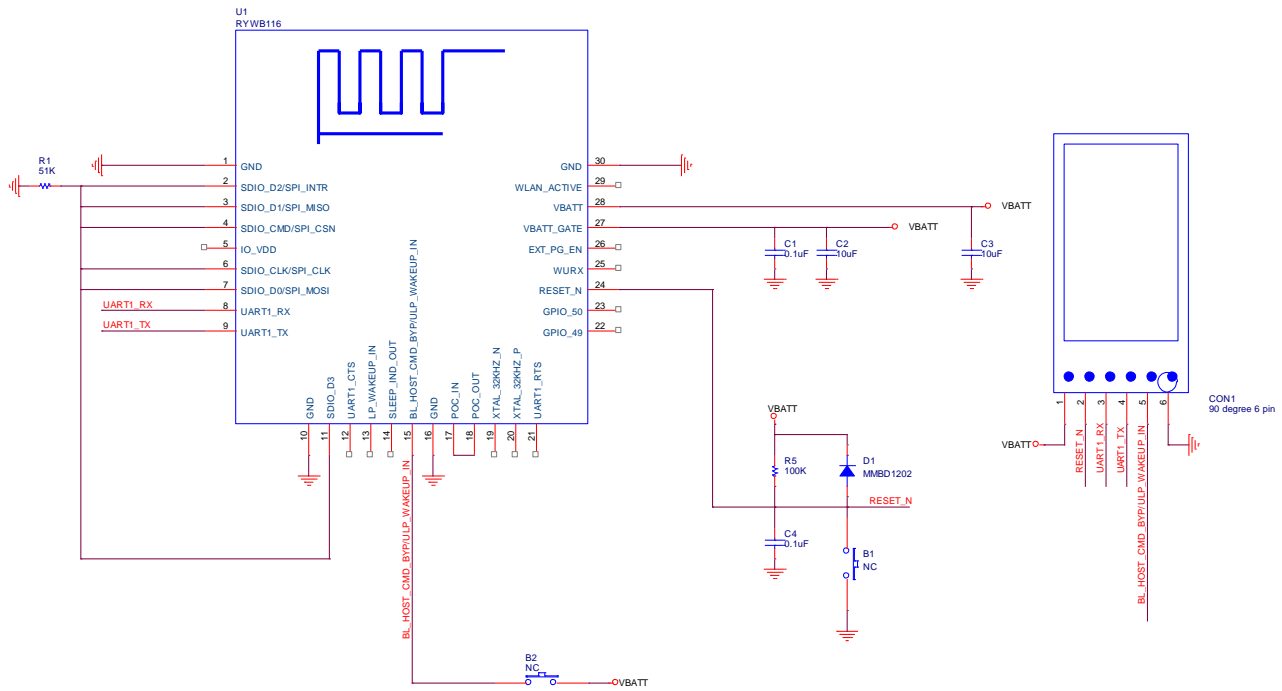 U1
RYWB116
R1
51K
1
GND
2
SDIO_D2/SPI_INTR
3
SDIO_D1/SPI_MISO
4
SDIO_CMD/SPI_CSN
5
IO_VDD
6
SDIO_CLK/SPI_CLK
7
SDIO_D0/SPI_MOSI
UART1_RX
8
UART1_RX
UART1_TX
9
UART1_TX
30
GND
29
WLAN_ACTIVE
28
VBATT
VBATT
27
VBATT_GATE
VBATT
26
EXT_PG_EN
25
WURX
24
RESET_N
23
GPIO_50
22
GPIO_49
C1
0.1uF
C2
10uF
C3
10uF
GND
10
SDIO_D3
11
UART1_CTS
12
LP_WAKEUP_IN
13
SLEEP_IND_OUT
14
BL_HOST_CMD_BYP/ULP_WAKEUP_IN
15
GND
16
POC_IN
17
POC_OUT
18
XTAL_32KHZ_N
19
XTAL_32KHZ_P
20
UART1_RTS
21
BL_HOST_CMD_BYP/ULP_WAKEUP_IN
VBATT
R5
100K
D1
MMBD1202
RESET_N
C4
0.1uF
B1
NC
B2
NC
VBATT
CON1
90 degree 6 pin
1
2
3
4
5
6
VBATT
RESET_N
UART1_RX
UART1_TX
BL_HOST_CMD_BYP/ULP_WAKEUP_IN